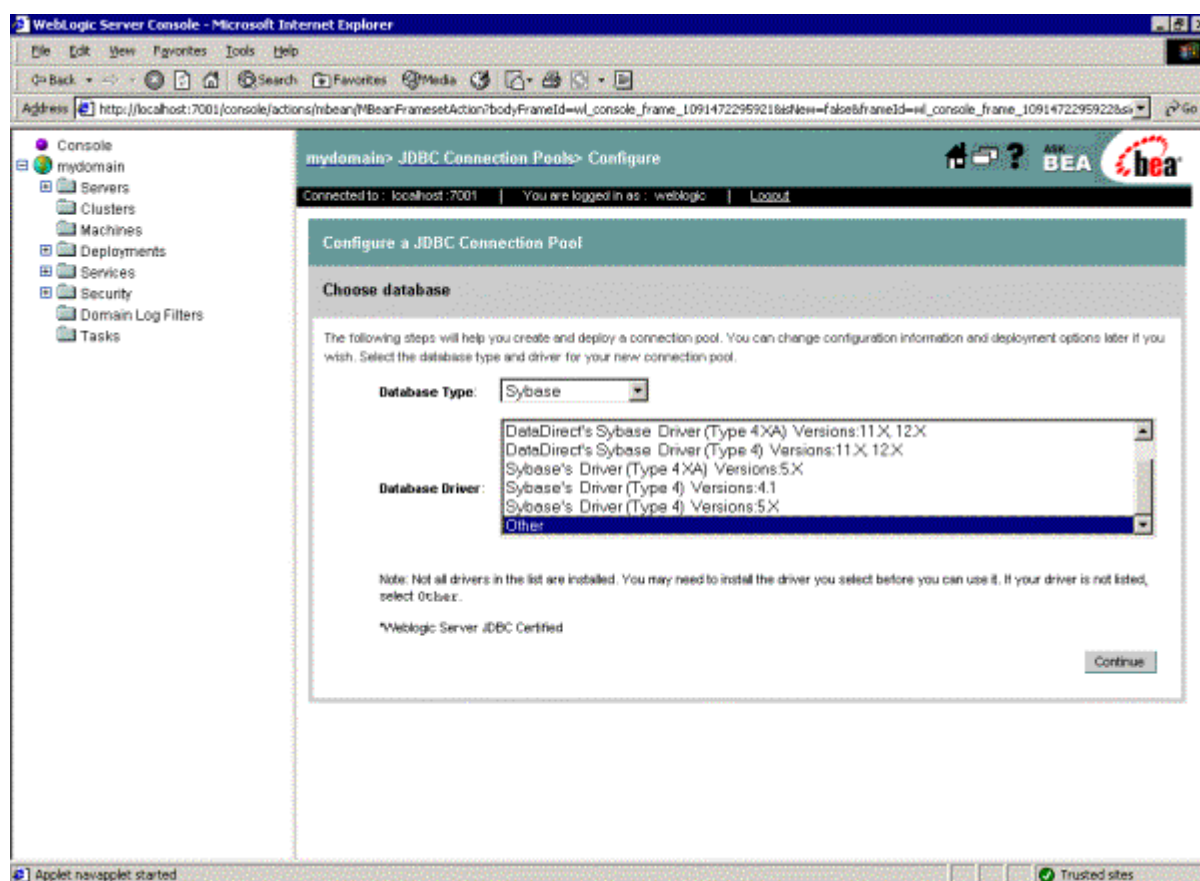 WebLogic Server Console - Microsoft Internet Explorer
File Edit View Favorites Tools Help
Back Search Favorites Media
Address http://localhost:7001/console/actions/mbean/MBeanFramesetAction?bodyFrameId=wl_console_frame_1091472295921&isNew=false&frameId=wl_console_frame_1091472295922&si Go
Console
mydomain
Servers
Clusters
Machines
Deployments
Services
Security
Domain Log Filters
Tasks
mydomain> JDBC Connection Pools> Configure
ASK BEA
bea
Connected to : localhost :7001 | You are logged in as : weblogic | Logout
Configure a JDBC Connection Pool
Choose database
The following steps will help you create and deploy a connection pool. You can change configuration information and deployment options later if you
wish. Select the database type and driver for your new connection pool.
Database Type: Sybase
DataDirect's Sybase Driver (Type 4XA) Versions:11.X, 12.X
DataDirect's Sybase Driver (Type 4) Versions:11.X, 12.X
Sybase's Driver (Type 4XA) Versions:5.X
Database Driver: Sybase's Driver (Type 4) Versions:4.1
Sybase's Driver (Type 4) Versions:5.X
Other
Note: Not all drivers in the list are installed. You may need to install the driver you select before you can use it. If your driver is not listed,
select Other.
*Weblogic Server JDBC Certified
Continue
Applet navapplet started
Trusted sites